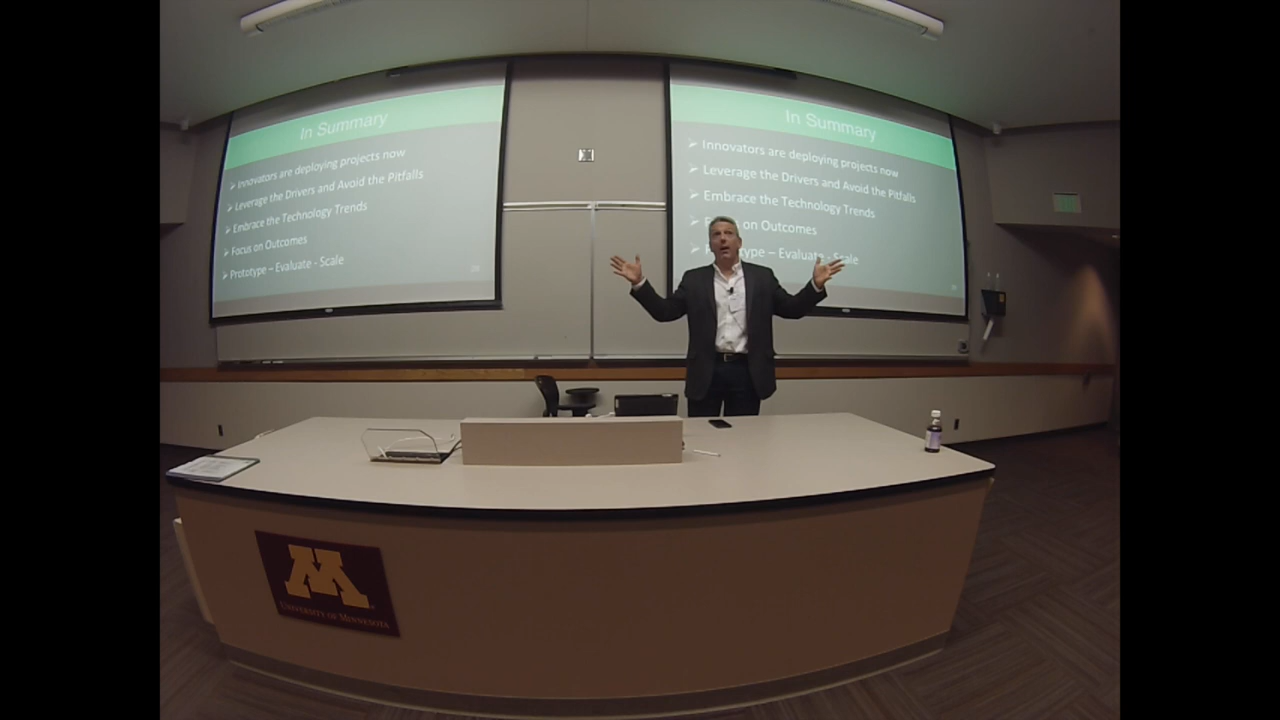 In Summary
➢ Innovators are deploying projects now
➢ Leverage the Drivers and Avoid the Pitfalls
➢ Embrace the Technology Trends
➢ Focus on Outcomes
➢ Prototype – Evaluate - Scale
In Summary
➢ Innovators are deploying projects now
➢ Leverage the Drivers and Avoid the Pitfalls
➢ Embrace the Technology Trends
on Outcomes
– Evaluate - Scale
M
UNIVERSITY OF MINNESOTA